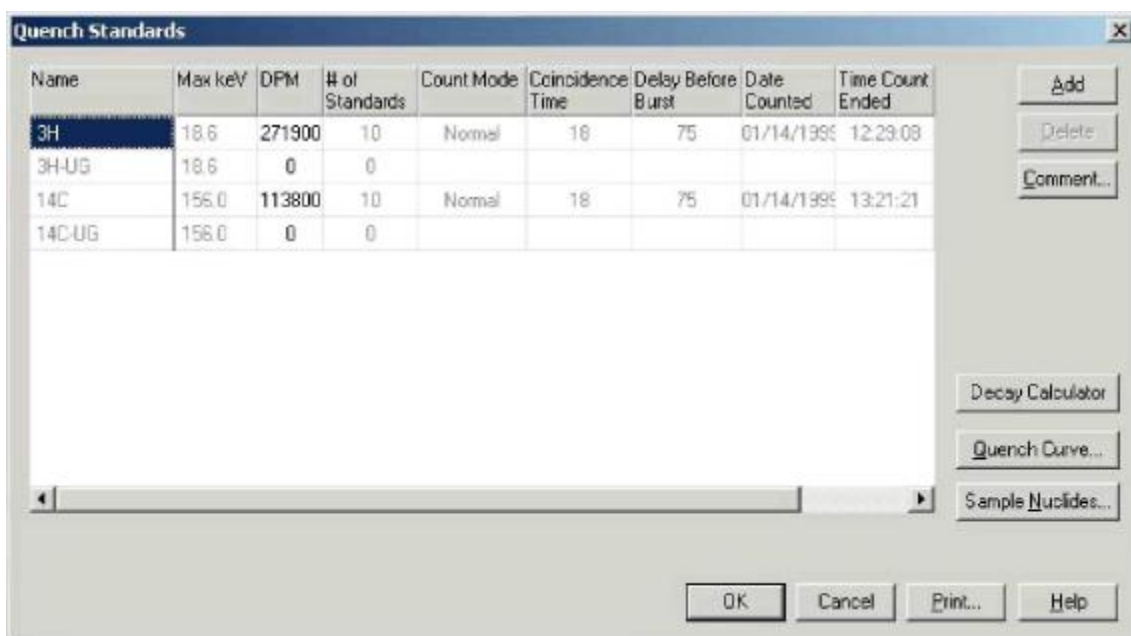 Quench Standards
Name Max keV DPM # of Standards Count Mode Coincidence Time Delay Before Burst Date Counted Time Count Ended
3H 18.6 271900 10 Normal 18 75 01/14/1999 12:29:08
3H-UG 18.6 0 0
14C 156.0 113800 10 Normal 18 75 01/14/1999 13:21:21
14C-UG 156.0 0 0
Add
Delete
Comment...
Decay Calculator
Quench Curve...
Sample Nuclides...
OK Cancel Print... Help